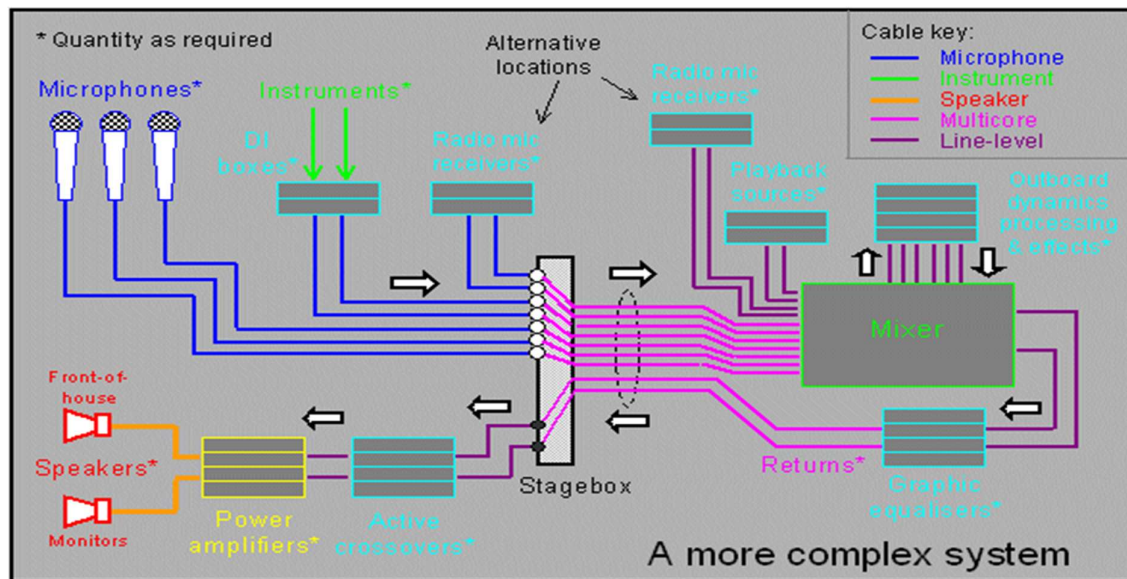 * Quantity as required
Alternative
locations
Cable key:
Microphone
Instrument
Speaker
Multicore
Line-level
Microphones*
Instruments*
DI
boxes*
Radio mic
receivers*
Radio mic
receivers*
Playback
sources*
Outboard
dynamics
processing
& effects*
Mixer
Front-of-
house
Speakers*
Monitors
Power
amplifiers*
Active
crossovers*
Stagebox
Returns*
Graphic
equalisers*
A more complex system